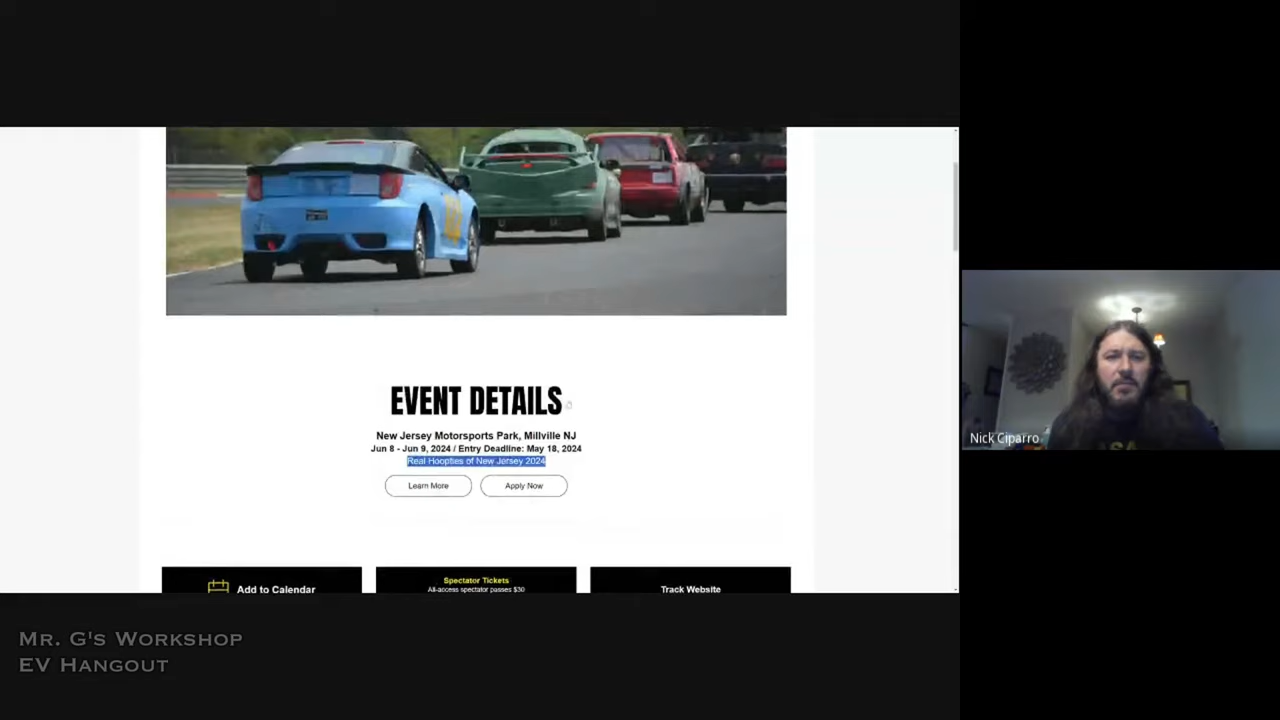 EVENT DETAILS
New Jersey Motorsports Park, Millville NJ
Jun 8 - Jun 9, 2024 / Entry Deadline: May 18, 2024
Real Hoopties of New Jersey 2024
Learn More
Apply Now
Add to Calendar
Spectator Tickets
All-access spectator passes $30
Track Website
Nick Ciparro
MR. G'S WORKSHOP
EV HANGOUT